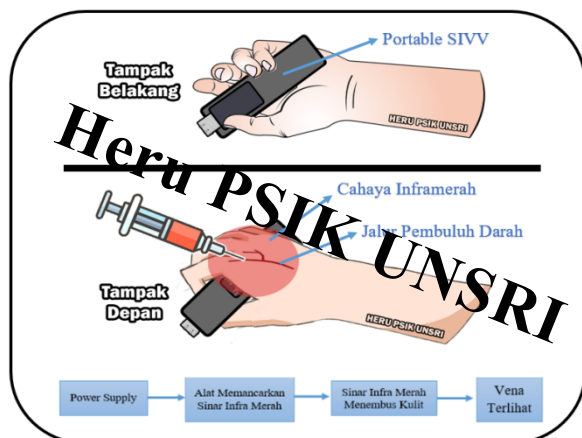 Portable SIVV
Tampak
Belakang
HERU PSIK UNSRI
Heru PSIK UNSRI
Cahaya Inframerah
Jalur Pembuluh Darah
Tampak
Depan
HERU PSIK UNSRI
Power Supply
Alat Memancarkan
Sinar Infra Merah
Sinar Infra Merah
Menembus Kulit
Vena
Terlihat